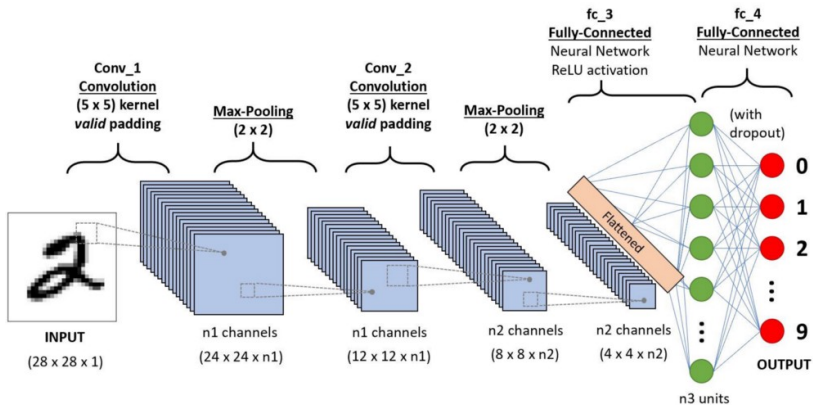 fc_3
Fully-Connected
Neural Network
ReLU activation
fc_4
Fully-Connected
Neural Network
Conv_1
Convolution
(5 x 5) kernel
valid padding
Max-Pooling
(2 x 2)
Conv_2
Convolution
(5 x 5) kernel
valid padding
Max-Pooling
(2 x 2)
(with
dropout)
Flattened
0
1
2
9
OUTPUT
INPUT
(28 x 28 x 1)
n1 channels
(24 x 24 x n1)
n1 channels
(12 x 12 x n1)
n2 channels
(8 x 8 x n2)
n2 channels
(4 x 4 x n2)
n3 units
2